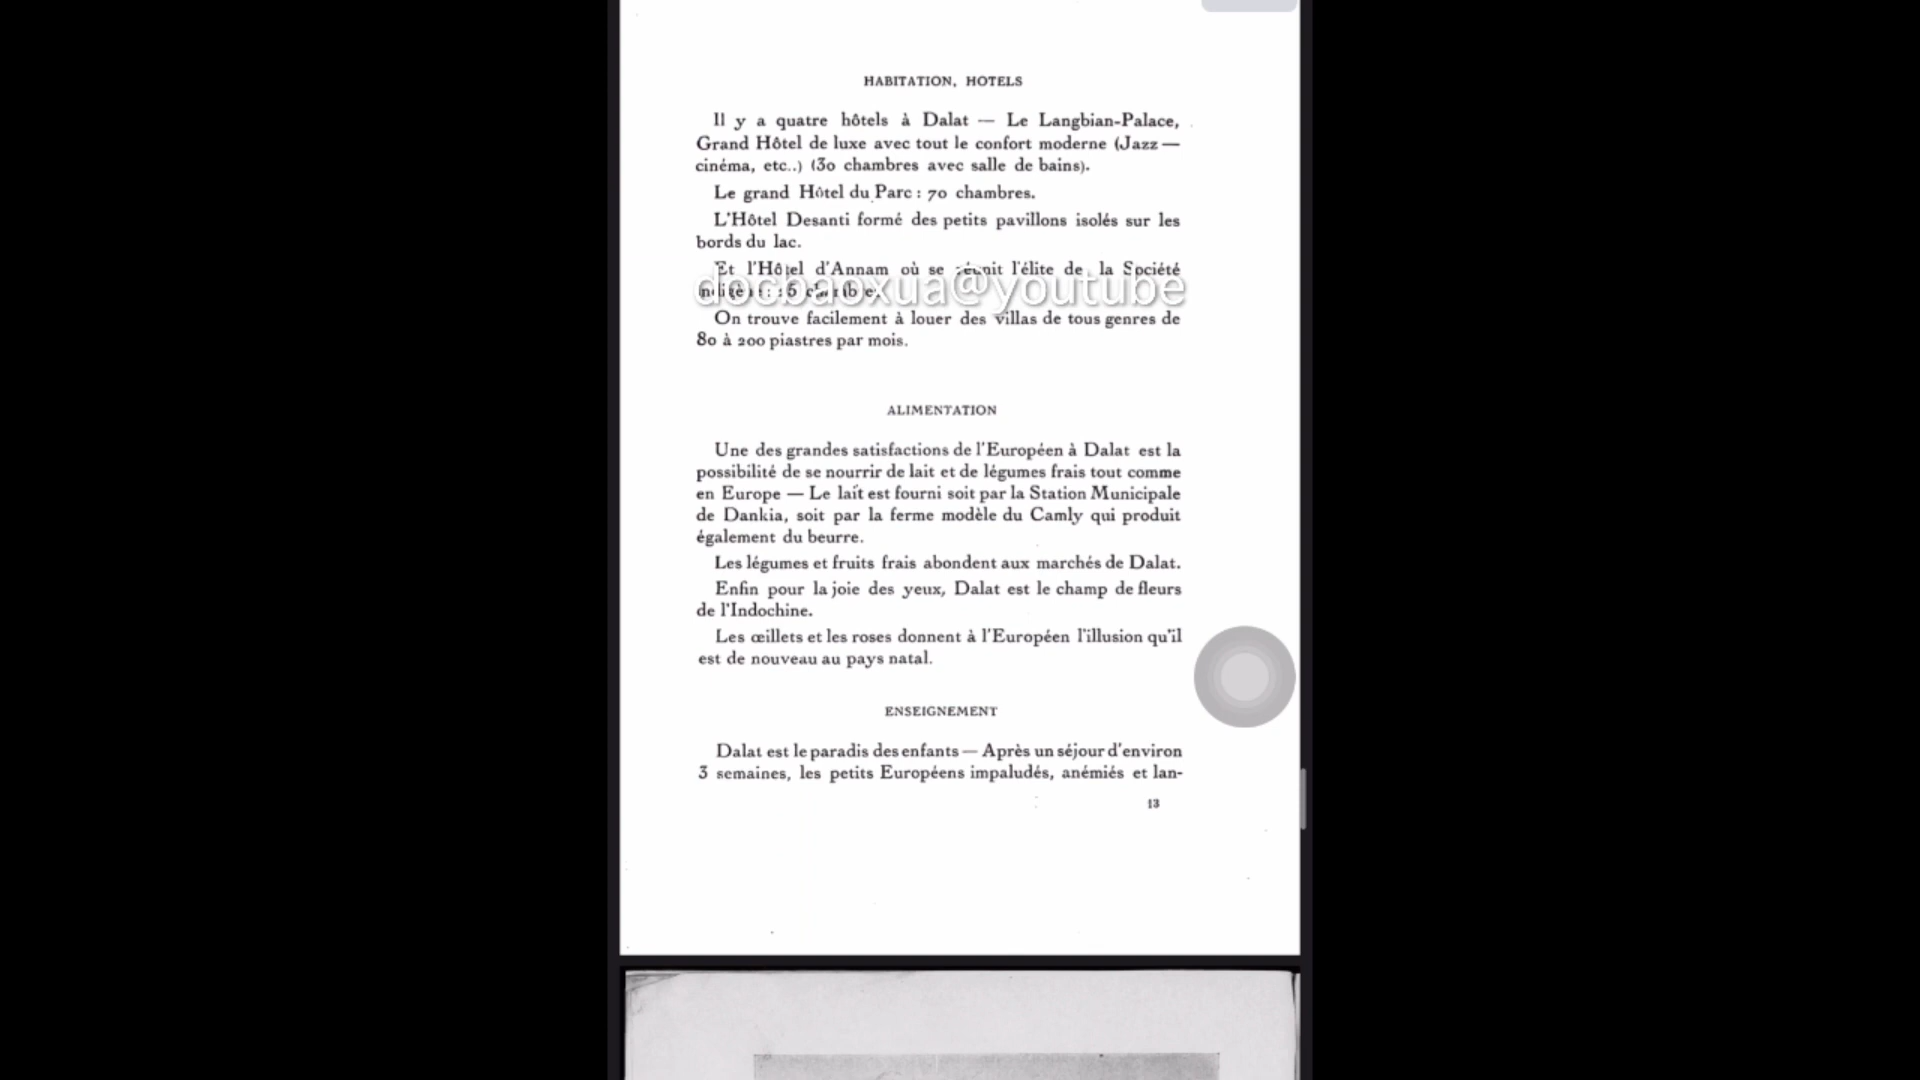 HABITATION, HOTELS
Il y a quatre hôtels à Dalat — Le Langbian-Palace,
Grand Hôtel de luxe avec tout le confort moderne (Jazz —
cinéma, etc..) (30 chambres avec salle de bains).
Le grand Hôtel du Parc : 70 chambres.
L'Hôtel Desanti formé des petits pavillons isolés sur les
bords du lac.
Et l'Hôtel d'Annam où se réunit l'élite de la Société
docbaoxua@youtube
On trouve facilement à louer des villas de tous genres de
80 à 200 piastres par mois.
ALIMENTATION
Une des grandes satisfactions de l'Européen à Dalat est la
possibilité de se nourrir de lait et de légumes frais tout comme
en Europe — Le lait est fourni soit par la Station Municipale
de Dankia, soit par la ferme modèle du Camly qui produit
également du beurre.
Les légumes et fruits frais abondent aux marchés de Dalat.
Enfin pour la joie des yeux, Dalat est le champ de fleurs
de l'Indochine.
Les œillets et les roses donnent à l'Européen l'illusion qu'il
est de nouveau au pays natal.
ENSEIGNEMENT
Dalat est le paradis des enfants — Après un séjour d'environ
3 semaines, les petits Européens impaludés, anémiés et lan-
13